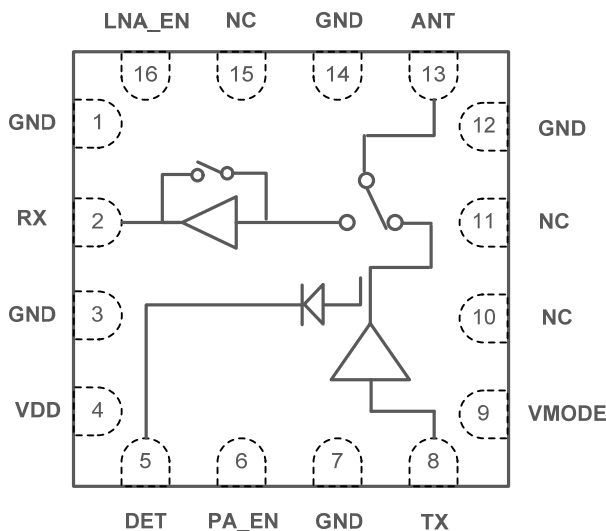 LNA_EN NC GND ANT
16 15 14 13
GND 1 12 GND
RX 2 11 NC
GND 3 10 NC
VDD 4 9 VMODE
5 6 7 8
DET PA_EN GND TX